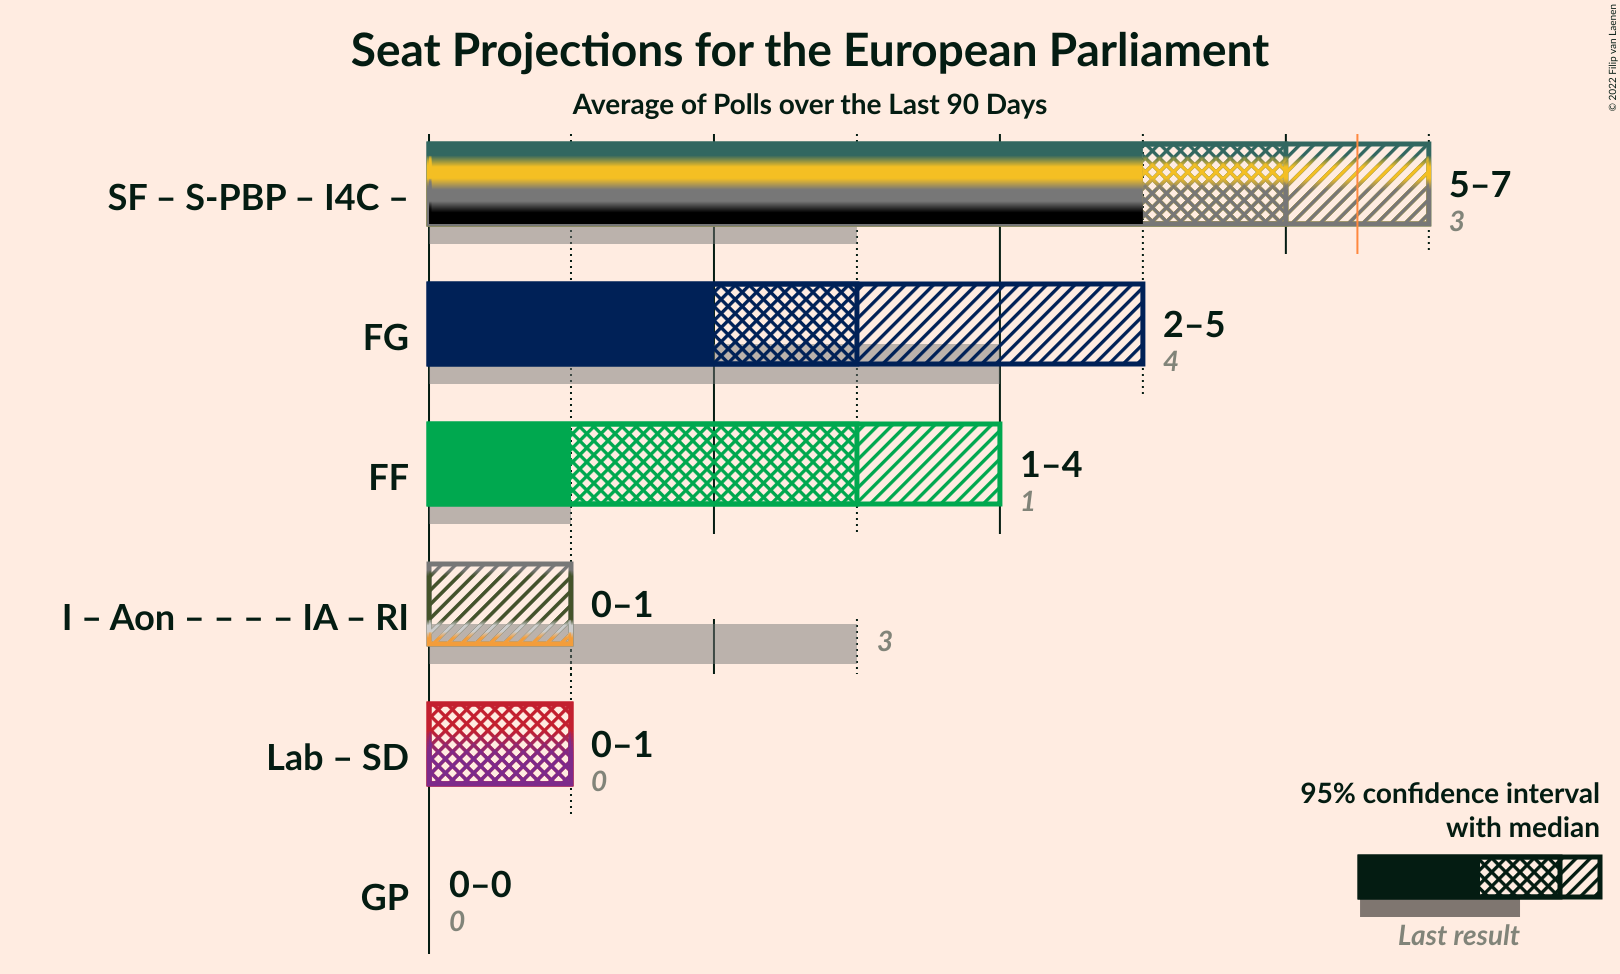 Seat Projections for the European Parliament
Average of Polls over the Last 90 Days
© 2022 Filip van Laenen
SF – S-PBP – I4C –
5–7
3
FG
2–5
4
FF
1–4
1
I – Aon – – – – IA – RI
0–1
3
Lab – SD
0–1
0
GP
0–0
0
95% confidence interval
with median
Last result